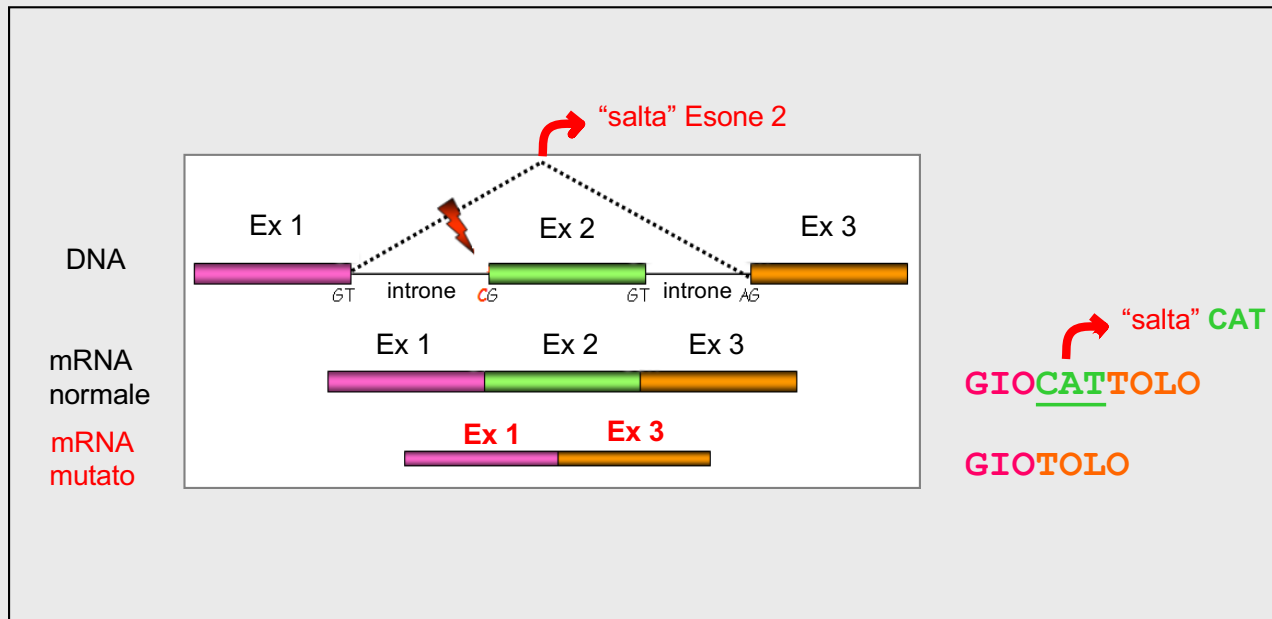 “salta” Esone 2
Ex 1
Ex 2
Ex 3
DNA
GT
introne
CG
GT
introne
AG
“salta” CAT
mRNA
normale
Ex 1
Ex 2
Ex 3
GIOCATTOLO
mRNA
mutato
Ex 1
Ex 3
GIOTOLO